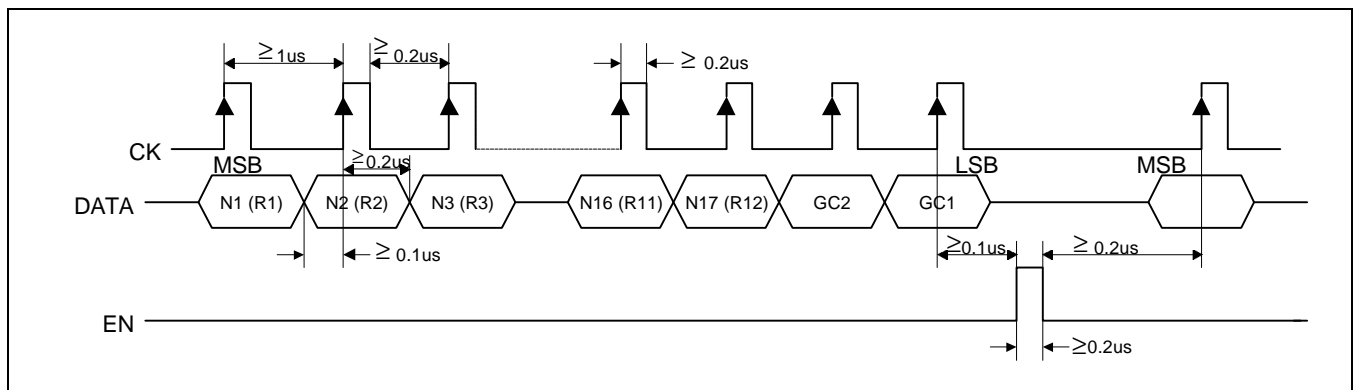 ≥ 1us
≥ 0.2us
≥ 0.2us
CK
MSB
≥ 0.2us
LSB
MSB
DATA
N1 (R1)
N2 (R2)
N3 (R3)
N16 (R11)
N17 (R12)
GC2
GC1
≥ 0.1us
≥0.1us
≥ 0.2us
EN
≥0.2us